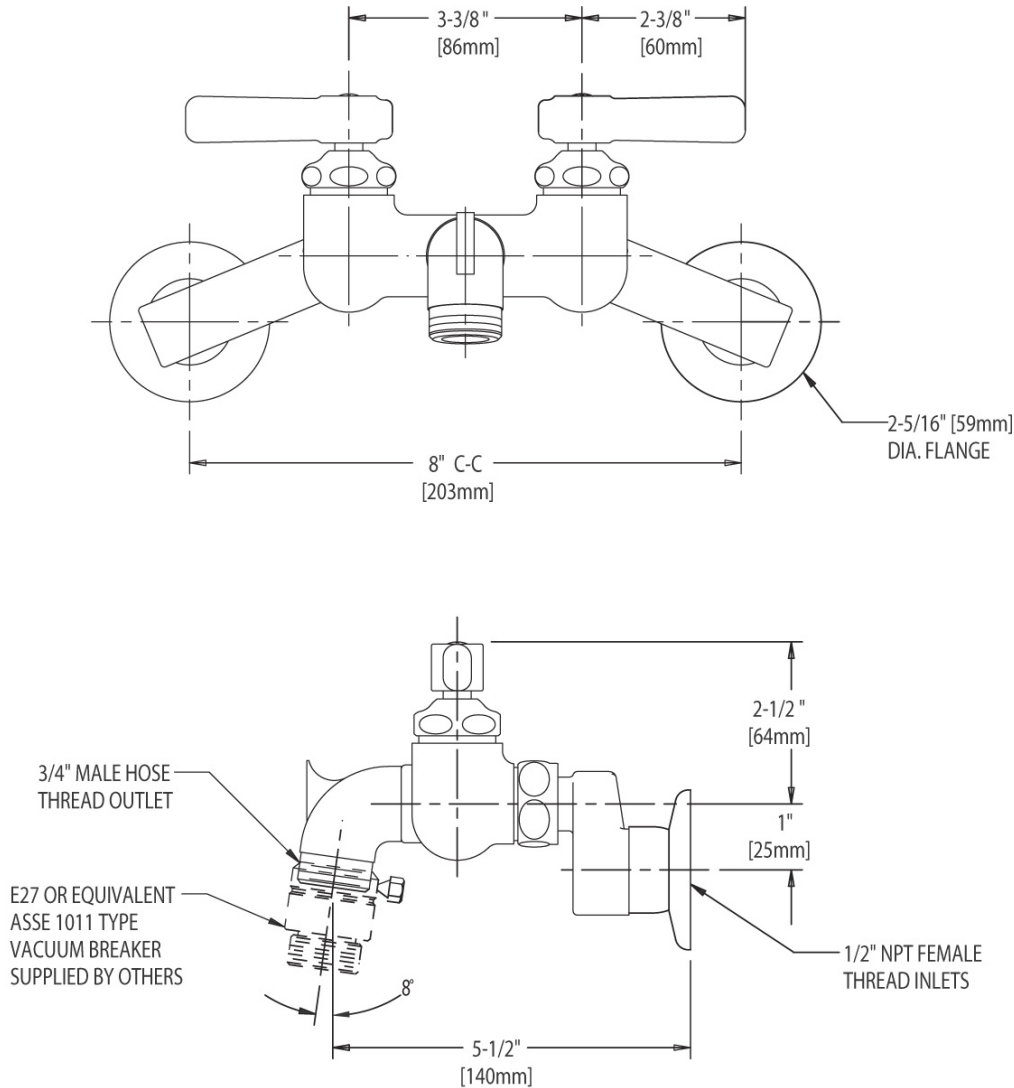 3-3/8"
[86mm]
2-3/8"
[60mm]
2-5/16" [59mm]
DIA. FLANGE
8" C-C
[203mm]
2-1/2"
[64mm]
3/4" MALE HOSE
THREAD OUTLET
1"
[25mm]
E27 OR EQUIVALENT
ASSE 1011 TYPE
VACUUM BREAKER
SUPPLIED BY OTHERS
1/2" NPT FEMALE
THREAD INLETS
8°
5-1/2"
[140mm]